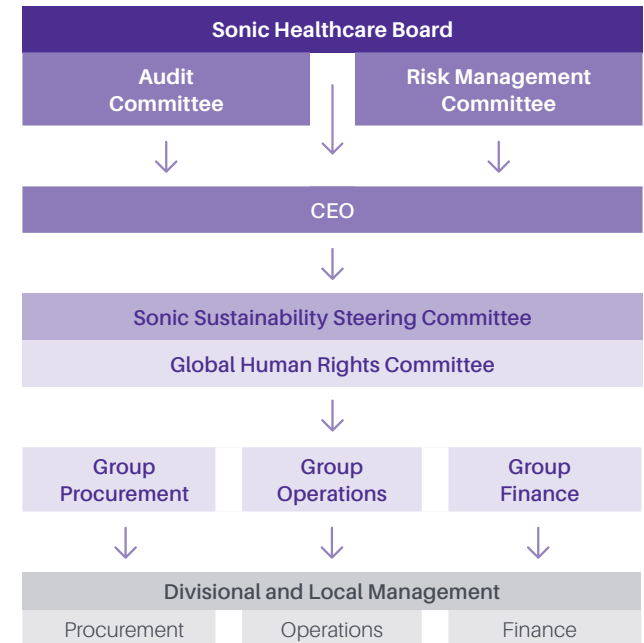 Sonic Healthcare Board
Audit
Committee
Risk Management
Committee
CEO
Sonic Sustainability Steering Committee
Global Human Rights Committee
Group
Procurement
Group
Operations
Group
Finance
Divisional and Local Management
Procurement
Operations
Finance